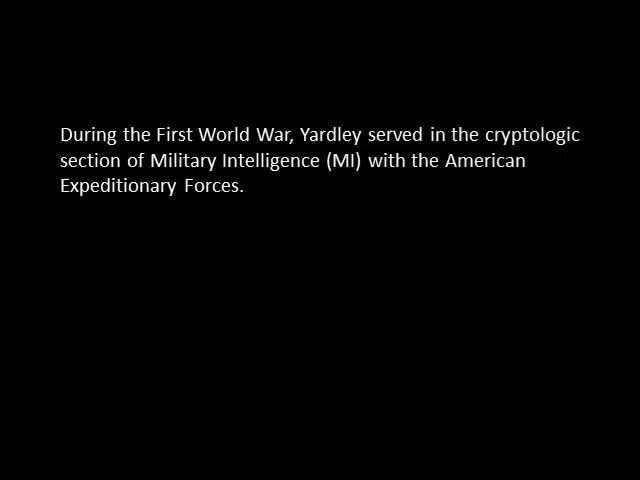 During the First World War, Yardley served in the cryptologic
section of Military Intelligence (MI) with the American
Expeditionary Forces.